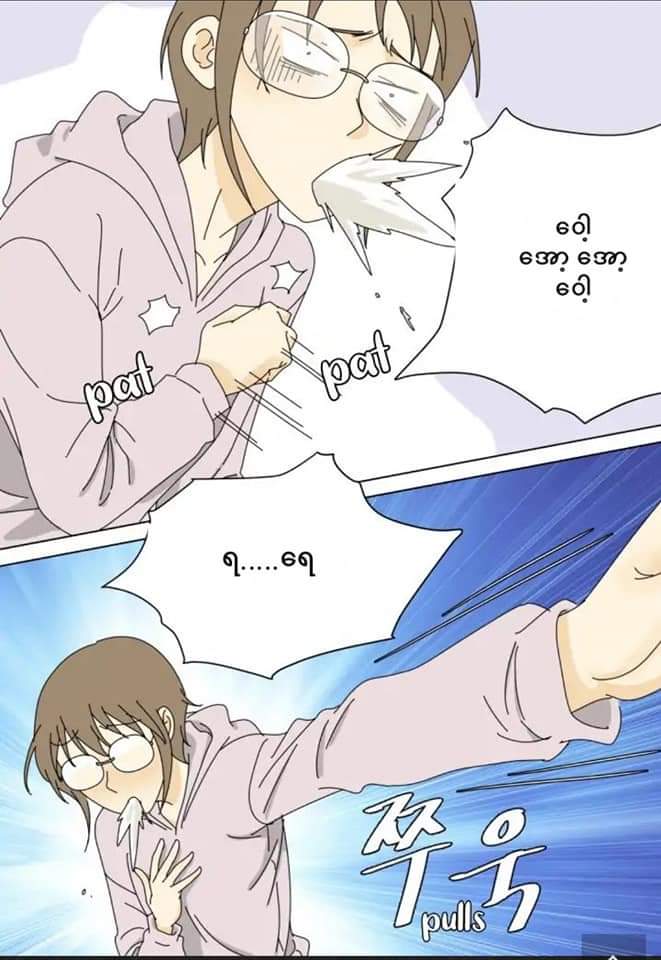 ဝေါ့
အော့ အော့
ဝေါ့
pat
pat
ရ.....ရေ
쭈욱
pulls